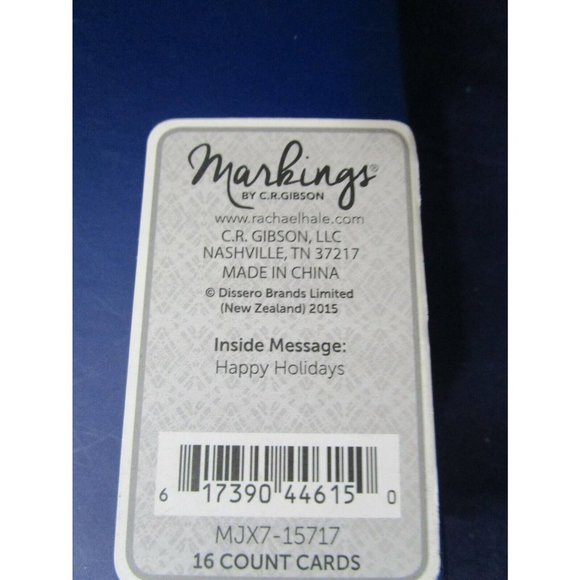 Markings®
BY C.R.GIBSON
www.rachaelhale.com
C.R. GIBSON, LLC
NASHVILLE, TN 37217
MADE IN CHINA
© Dissero Brands Limited
(New Zealand) 2015
Inside Message:
Happy Holidays
6 17390 44615 0
MJX7-15717
16 COUNT CARDS